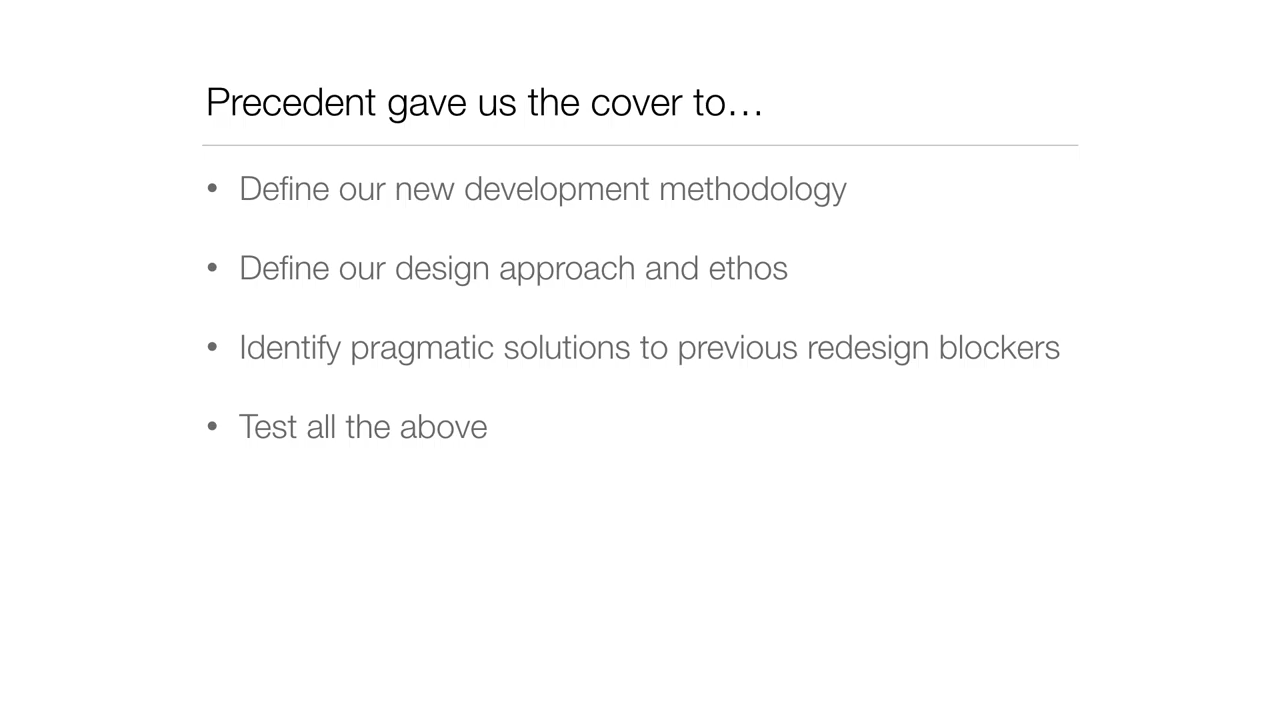 Precedent gave us the cover to…
• Define our new development methodology
• Define our design approach and ethos
• Identify pragmatic solutions to previous redesign blockers
• Test all the above